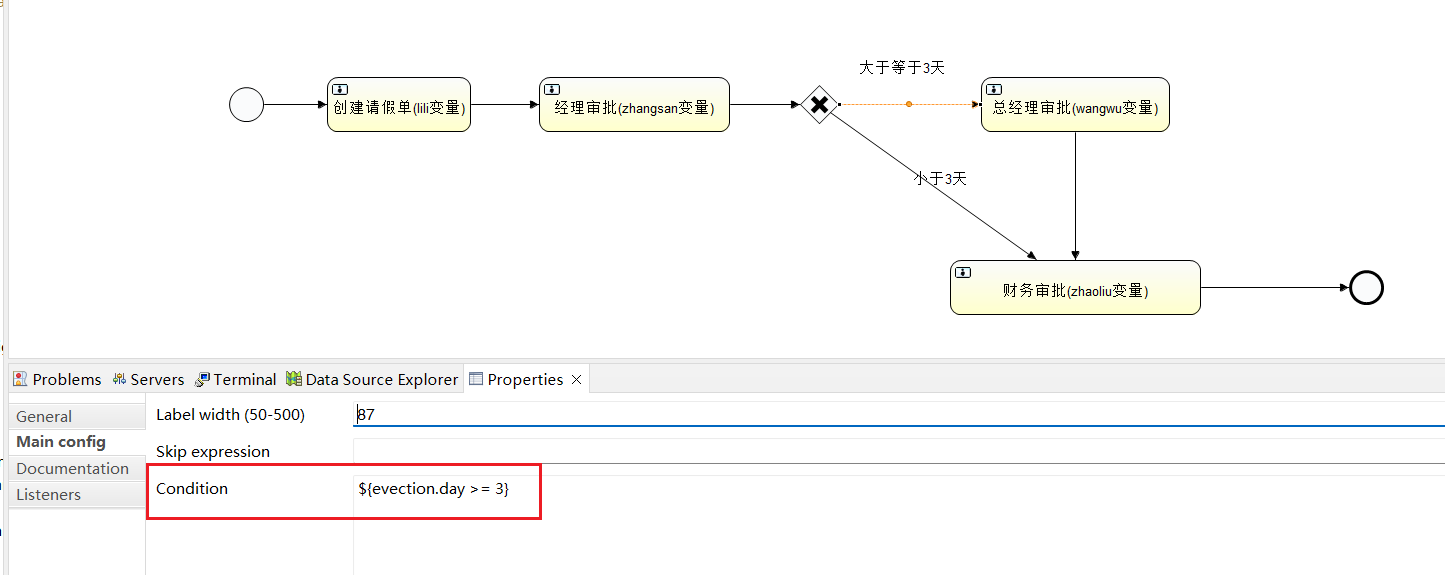 大于等于3天
创建请假单(lili变量)
经理审批(zhangsan变量)
总经理审批(wangwu变量)
小于3天
财务审批(zhaoliu变量)
Problems Servers Terminal Data Source Explorer Properties
General
Main config
Documentation
Listeners
Label width (50-500) 87
Skip expression
Condition ${evection.day >= 3}